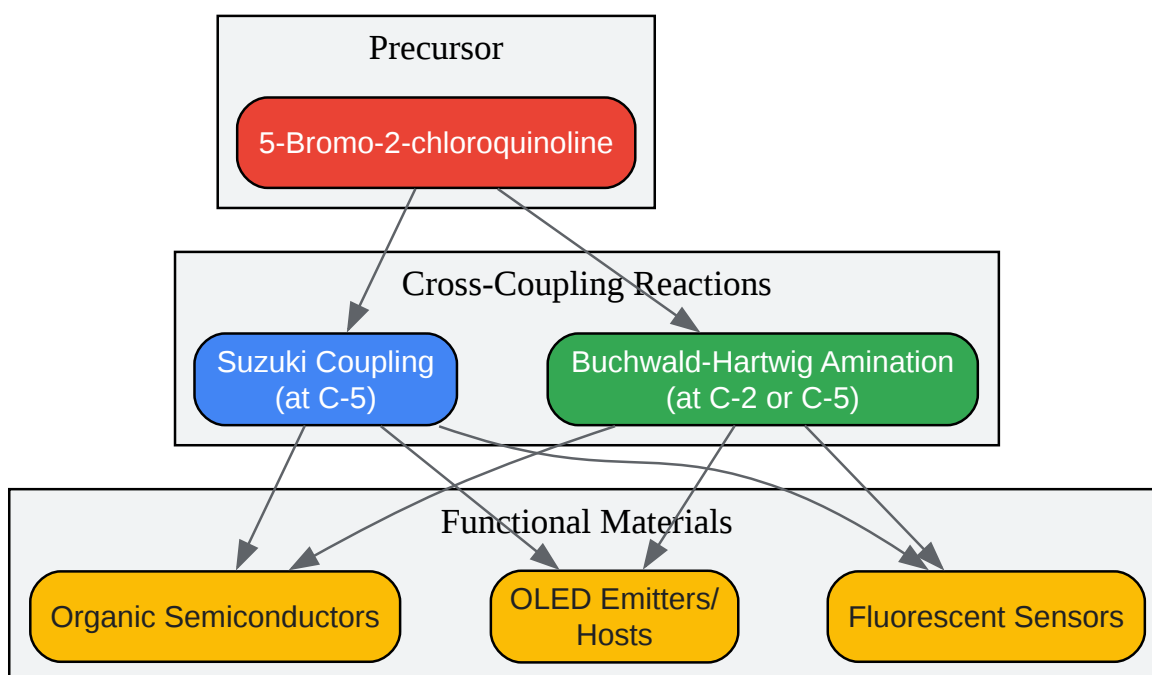 Precursor
5-Bromo-2-chloroquinoline
Cross-Coupling Reactions
Suzuki Coupling
(at C-5)
Buchwald-Hartwig Amination
(at C-2 or C-5)
Functional Materials
Organic Semiconductors
OLED Emitters/
Hosts
Fluorescent Sensors